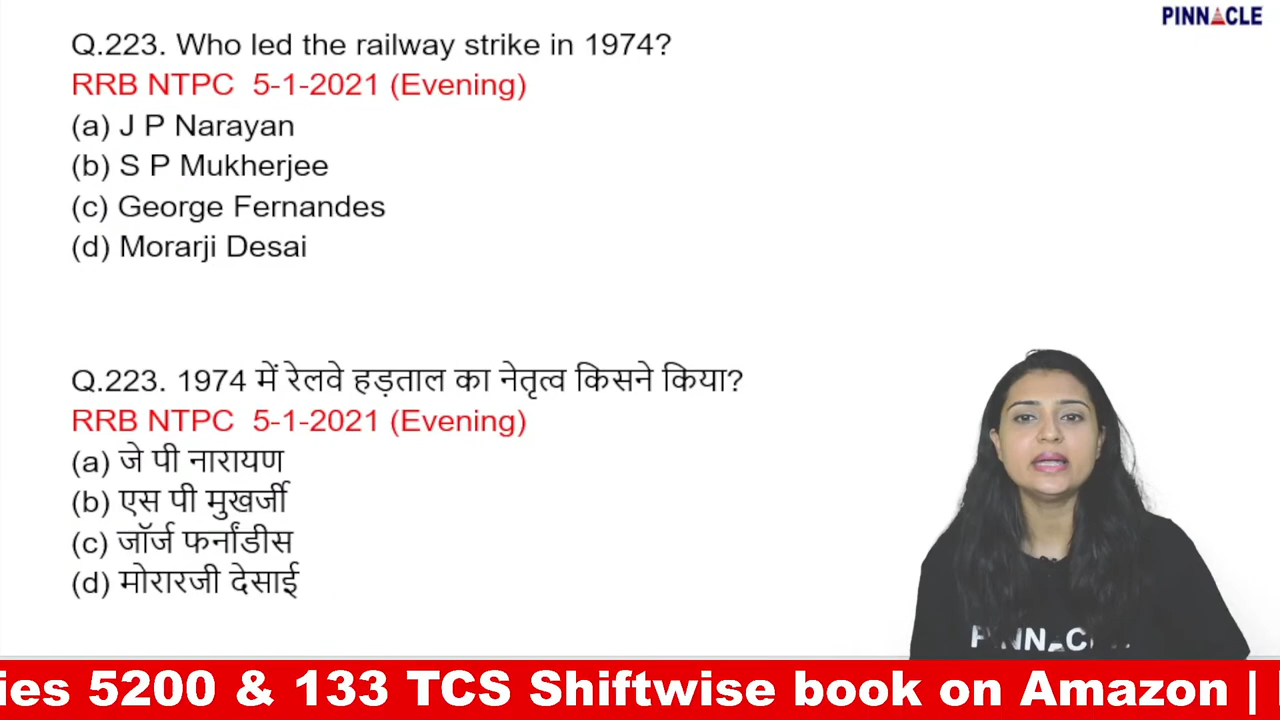 PINNACLE
Q.223. Who led the railway strike in 1974?
RRB NTPC 5-1-2021 (Evening)
(a) J P Narayan
(b) S P Mukherjee
(c) George Fernandes
(d) Morarji Desai
Q.223. 1974 में रेलवे हड़ताल का नेतृत्व किसने किया?
RRB NTPC 5-1-2021 (Evening)
(a) जे पी नारायण
(b) एस पी मुखर्जी
(c) जॉर्ज फर्नांडीस
(d) मोरारजी देसाई
ies 5200 & 133 TCS Shiftwise book on Amazon |